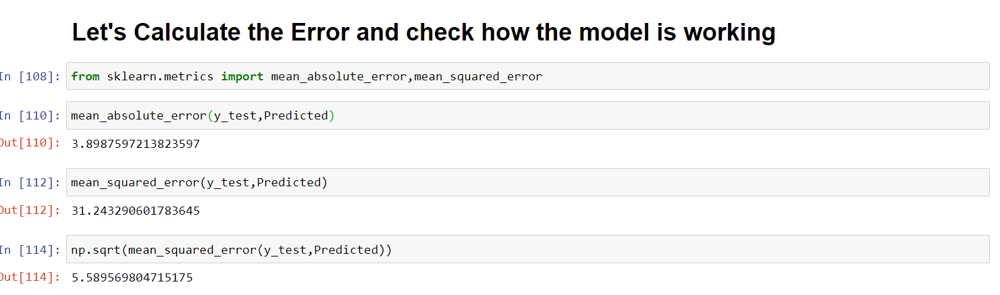 Let's Calculate the Error and check how the model is working
In [108]: from sklearn.metrics import mean_absolute_error,mean_squared_error
In [110]: mean_absolute_error(y_test,Predicted)
Out[110]: 3.8987597213823597
In [112]: mean_squared_error(y_test,Predicted)
Out[112]: 31.243290601783645
In [114]: np.sqrt(mean_squared_error(y_test,Predicted))
Out[114]: 5.589569804715175